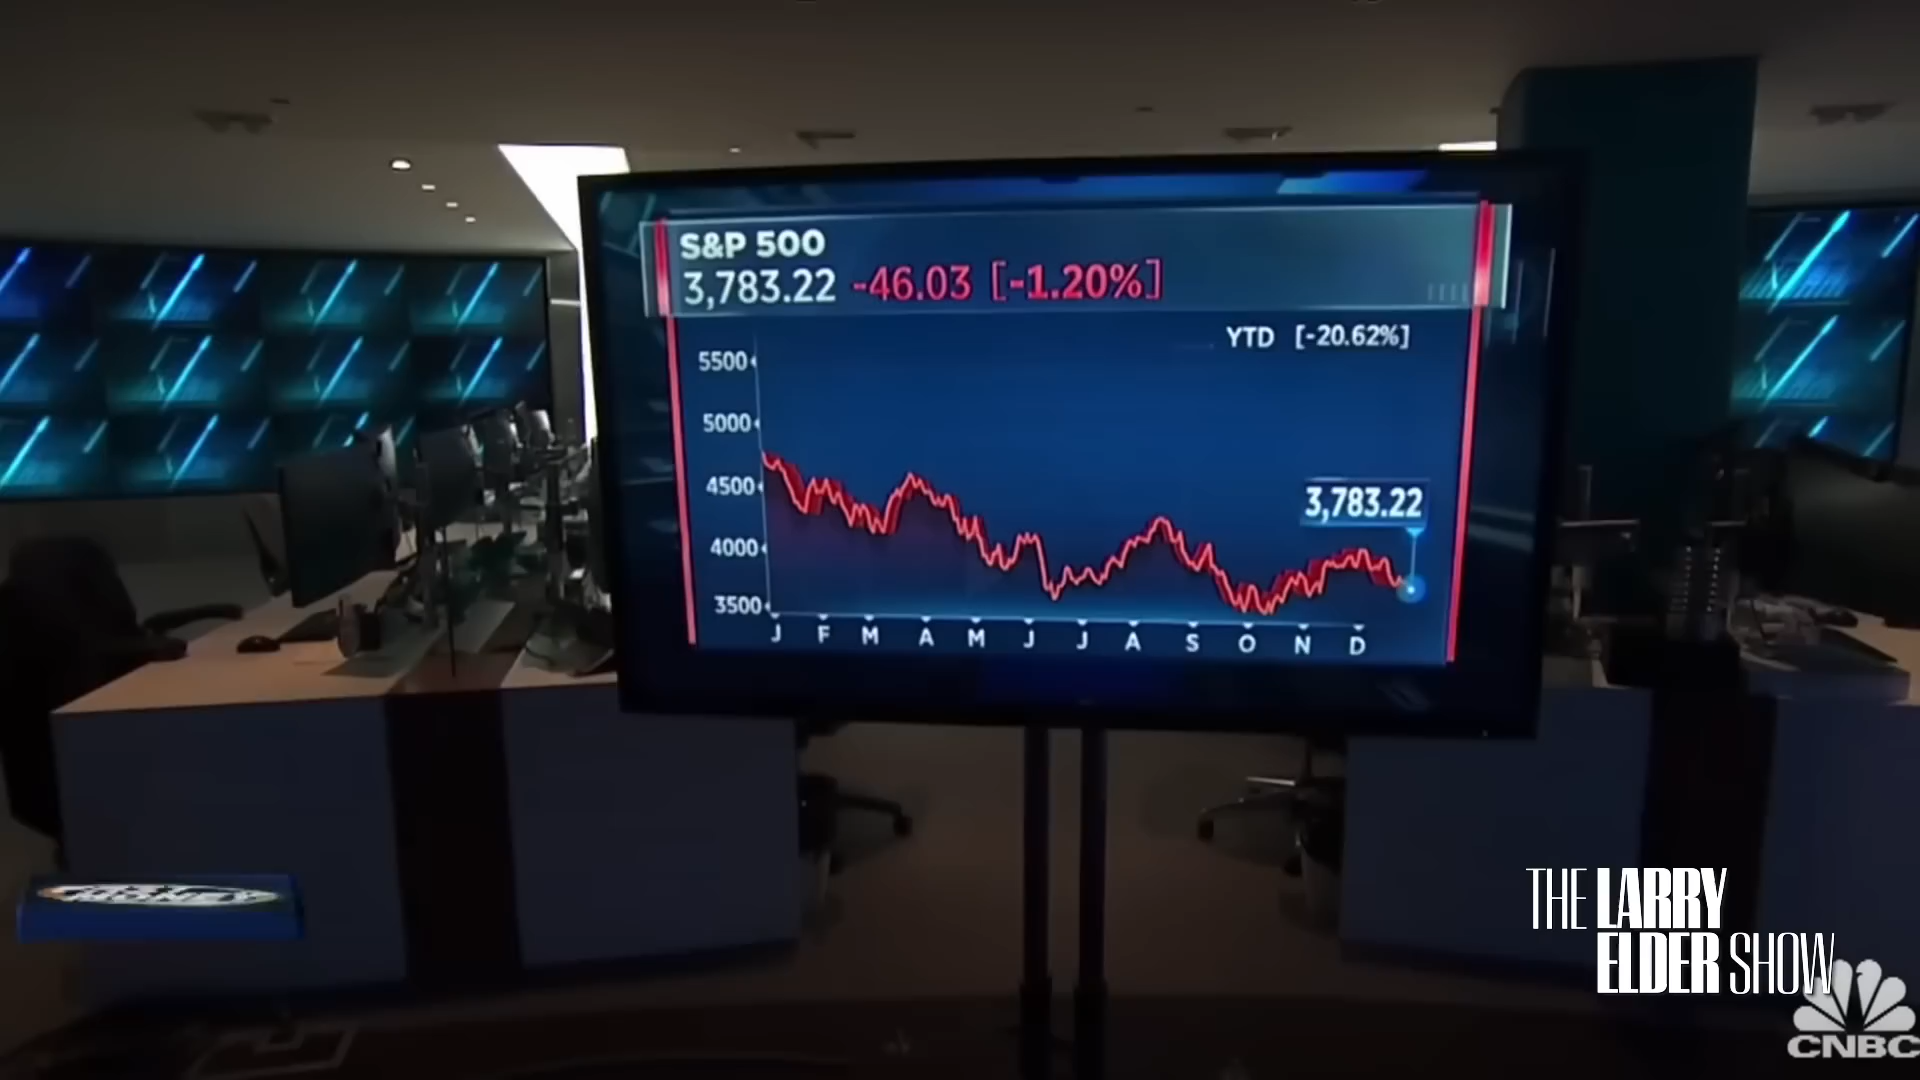 S&P 500
3,783.22 -46.03 [-1.20%]
YTD [-20.62%]
5500
5000
4500
4000
3500
3,783.22
J F M A M J J A S O N D
THE LARRY
ELDER SHOW
CNBC